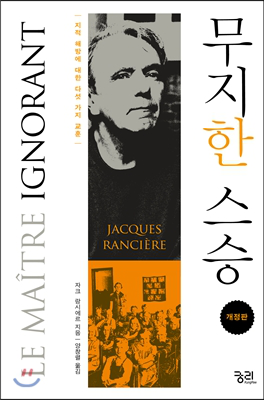 LE MAÎTRE IGNORANT
지적 해방에 대한 다섯 가지 교훈
무지한 스승
JACQUES
RANCIÈRE
자크 랑시에르 지음 | 양창렬 옮김
개정판
궁리
KungRee